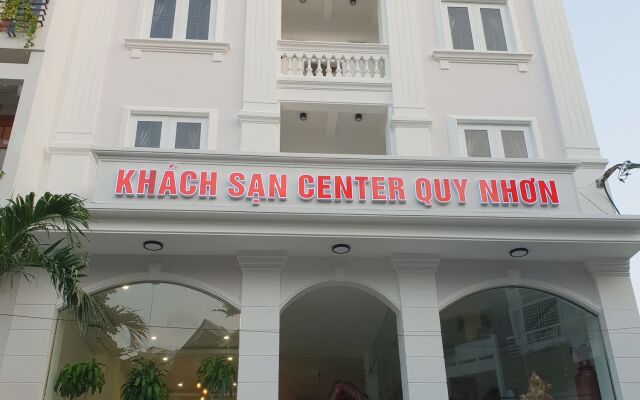 KHÁCH SẠN CENTER QUY NHƠN